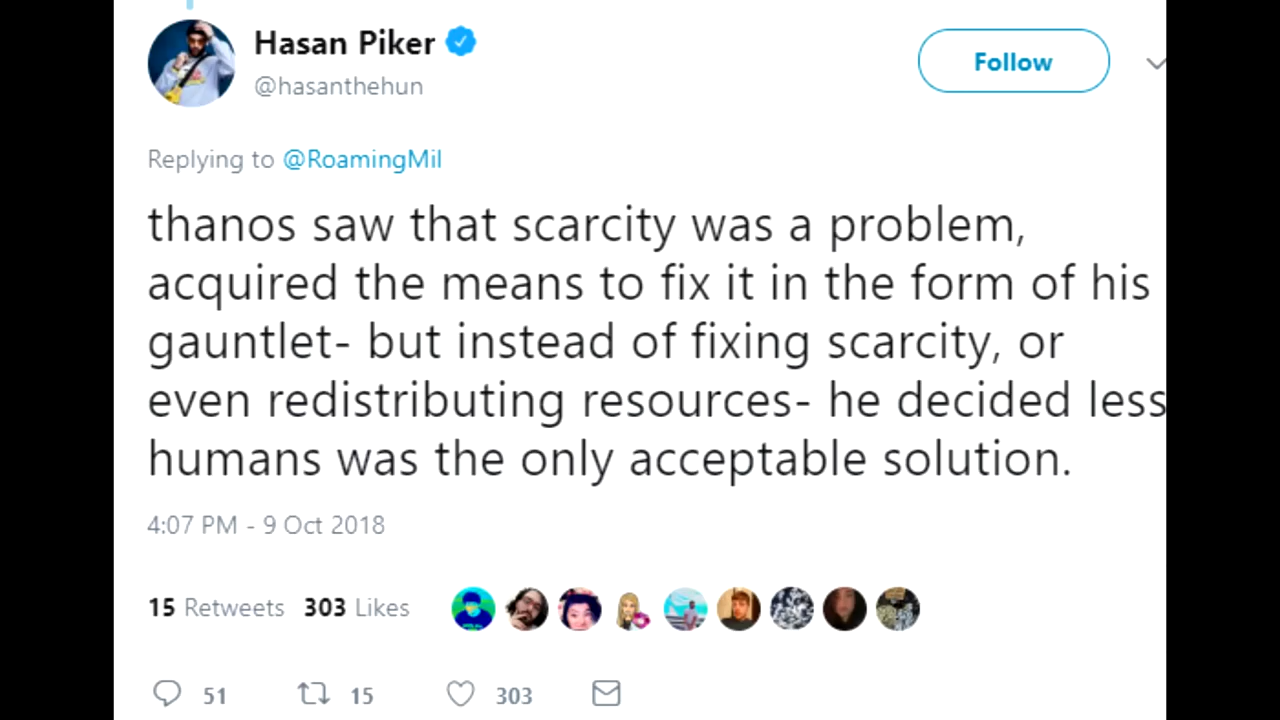 Hasan Piker
@hasanthehun
Follow
Replying to @RoamingMil
thanos saw that scarcity was a problem,
acquired the means to fix it in the form of his
gauntlet- but instead of fixing scarcity, or
even redistributing resources- he decided less
humans was the only acceptable solution.
4:07 PM - 9 Oct 2018
15 Retweets 303 Likes
51 15 303